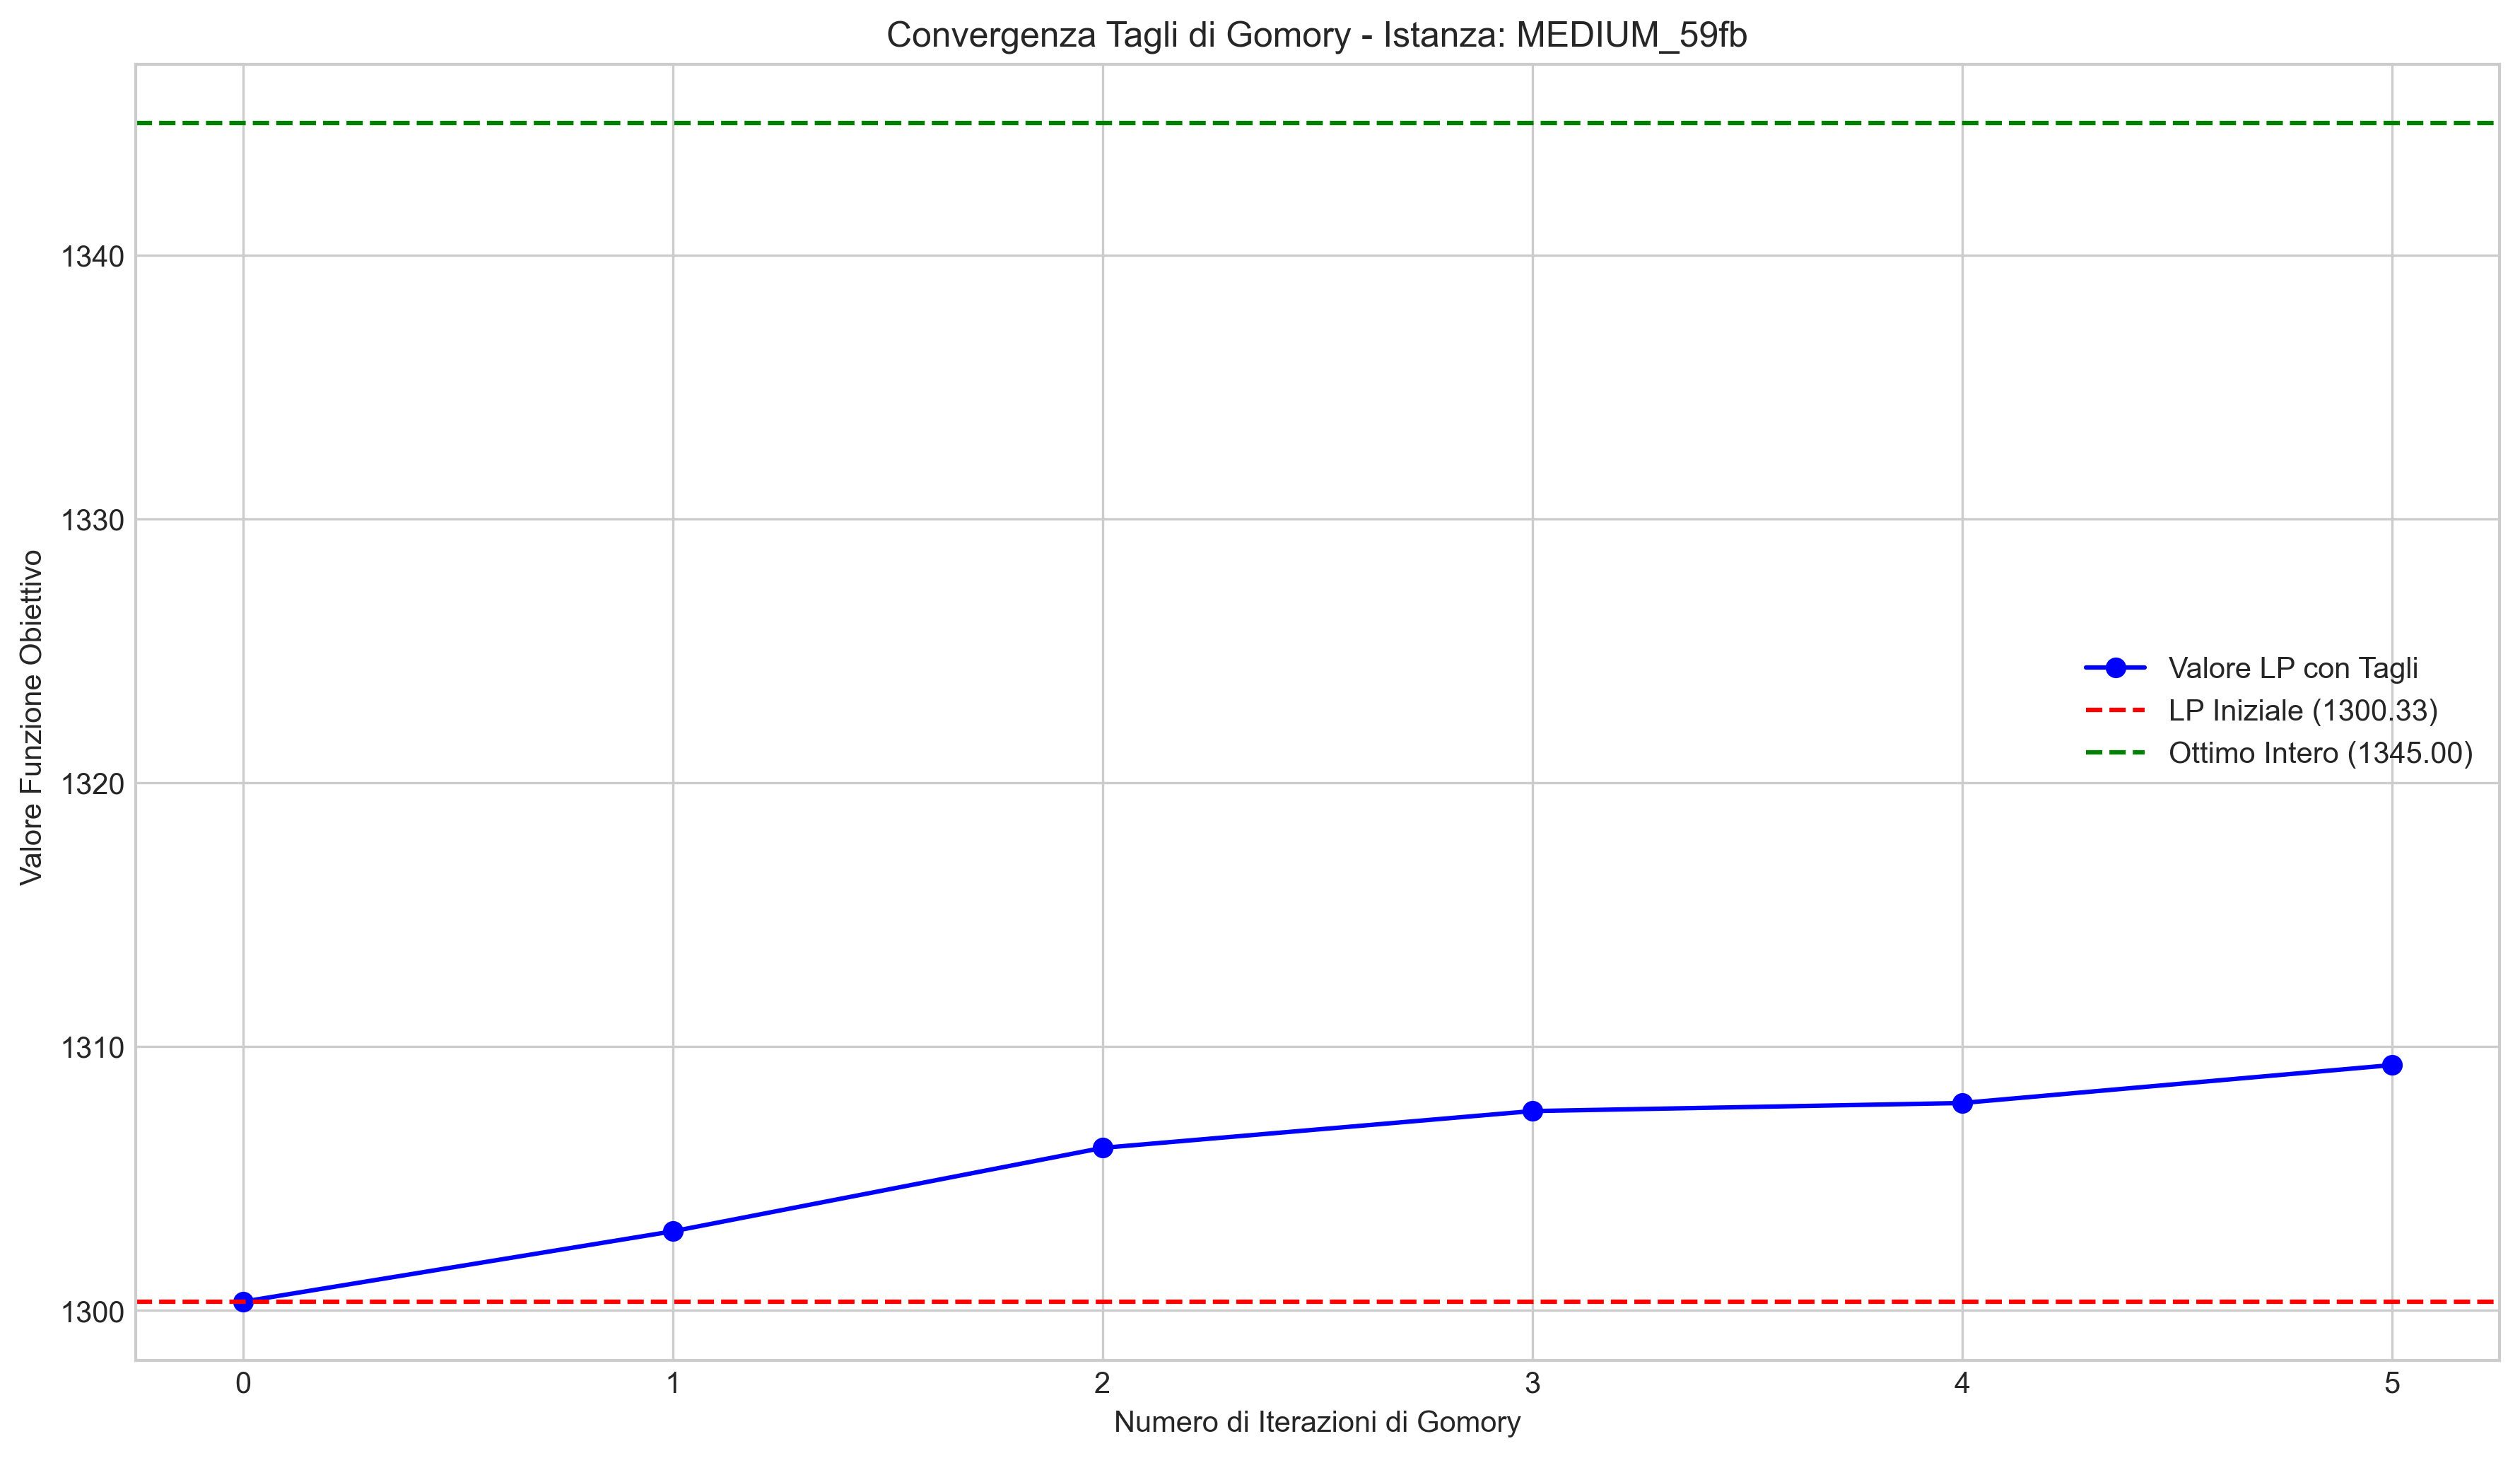 Convergenza Tagli di Gomory - Istanza: MEDIUM_59fb
Valore Funzione Obiettivo
1340
1330
1320
1310
1300
Valore LP con Tagli
LP Iniziale (1300.33)
Ottimo Intero (1345.00)
0 1 2 3 4 5
Numero di Iterazioni di Gomory